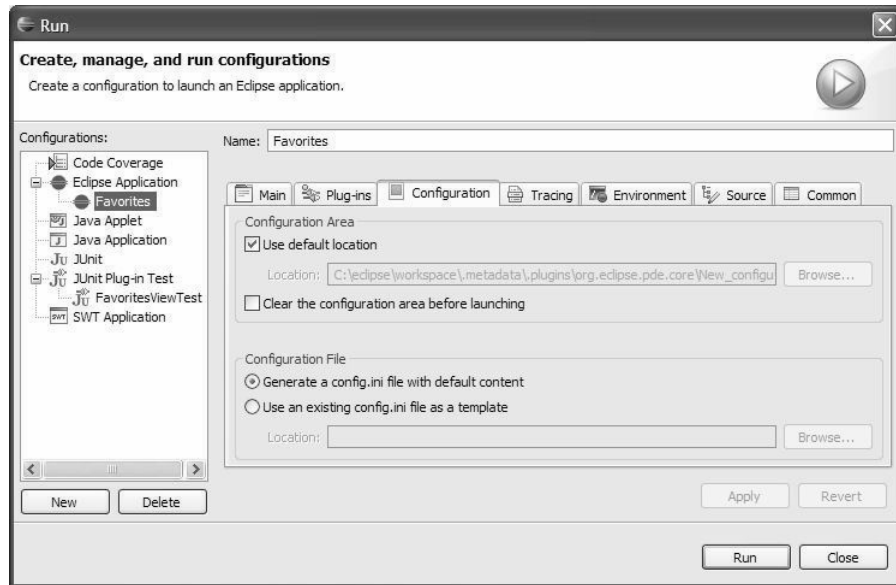 Run
Create, manage, and run configurations
Create a configuration to launch an Eclipse application.
Configurations:
Code Coverage
Eclipse Application
Favorites
Java Applet
Java Application
JUnit
JUnit Plug-in Test
FavoritesViewTest
SWT Application
New
Delete
Name: Favorites
Main
Plug-ins
Configuration
Tracing
Environment
Source
Common
Configuration Area
Use default location
Location: C:\eclipse\workspace\.metadata\.plugins\org.eclipse.pde.core\New_configu
Browse...
Clear the configuration area before launching
Configuration File
Generate a config.ini file with default content
Use an existing config.ini file as a template
Location:
Browse...
Apply
Revert
Run
Close